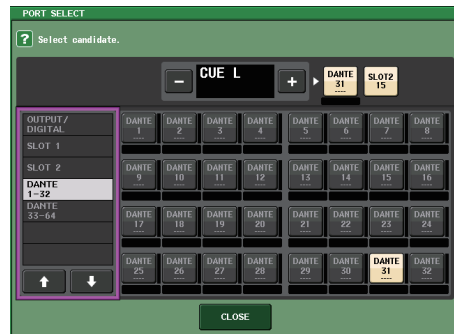 PORT SELECT
? Select candidate.
− CUE L + DANTE 31 ---- SLOT2 15
OUTPUT/
DIGITAL
SLOT 1
SLOT 2
DANTE
1-32
DANTE
33-64
DANTE 1 ---- DANTE 2 ---- DANTE 3 ---- DANTE 4 ---- DANTE 5 ---- DANTE 6 ---- DANTE 7 ---- DANTE 8 ----
DANTE 9 ---- DANTE 10 ---- DANTE 11 ---- DANTE 12 ---- DANTE 13 ---- DANTE 14 ---- DANTE 15 ---- DANTE 16 ----
DANTE 17 ---- DANTE 18 ---- DANTE 19 ---- DANTE 20 ---- DANTE 21 ---- DANTE 22 ---- DANTE 23 ---- DANTE 24 ----
DANTE 25 ---- DANTE 26 ---- DANTE 27 ---- DANTE 28 ---- DANTE 29 ---- DANTE 30 ---- DANTE 31 ---- DANTE 32 ----
CLOSE